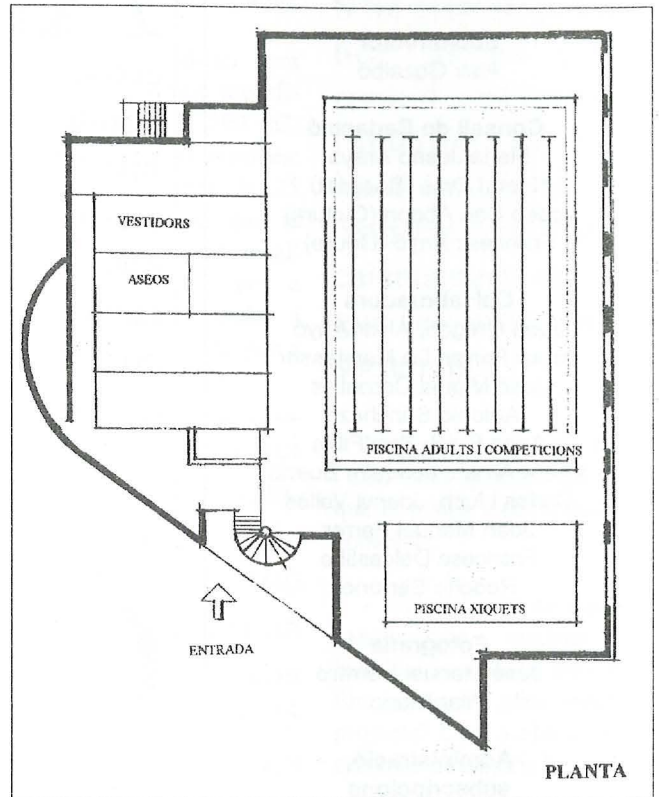 VESTIDORS
ASEOS
PISCINA ADULTS I COMPETICIONS
PISCINA XIQUETS
ENTRADA
PLANTA